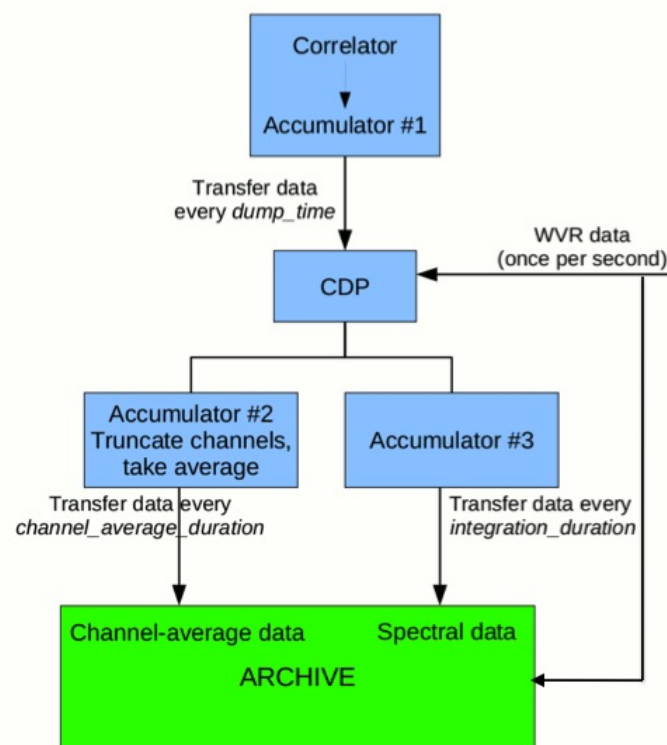 Correlator
Accumulator #1
Transfer data
every dump_time
WVR data
(once per second)
CDP
Accumulator #2
Truncate channels,
take average
Accumulator #3
Transfer data every
channel_average_duration
Transfer data every
integration_duration
Channel-average data
Spectral data
ARCHIVE